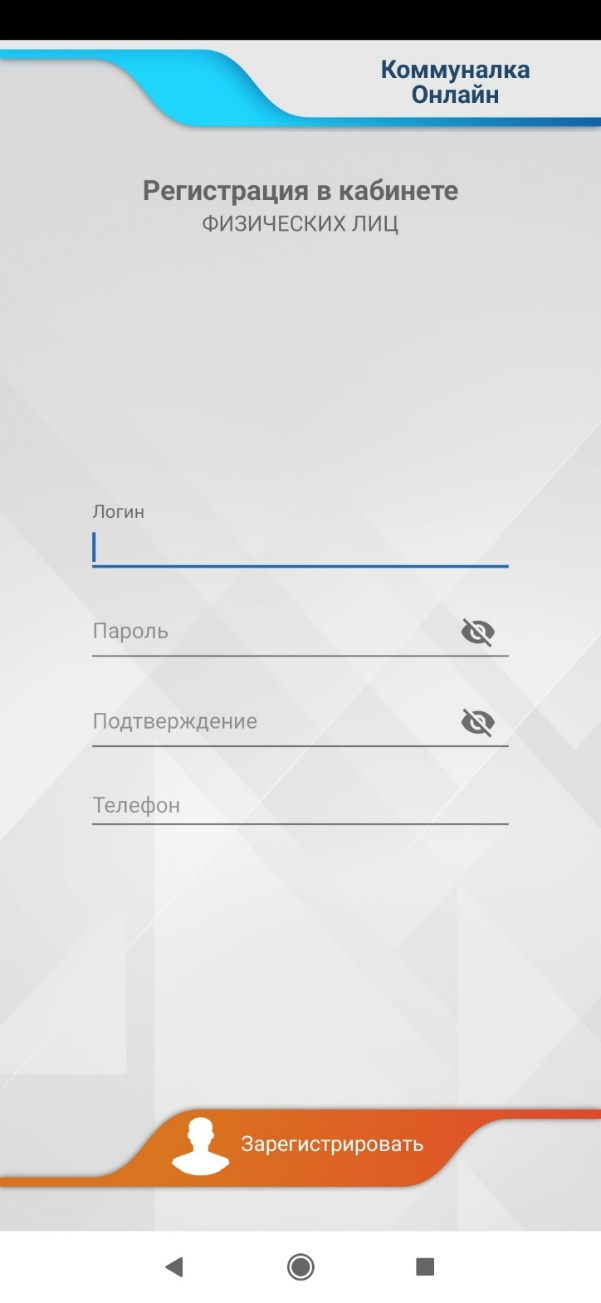 Коммуналка
Онлайн
Регистрация в кабинете
ФИЗИЧЕСКИХ ЛИЦ
Логин
Пароль
Подтверждение
Телефон
Зарегистрировать